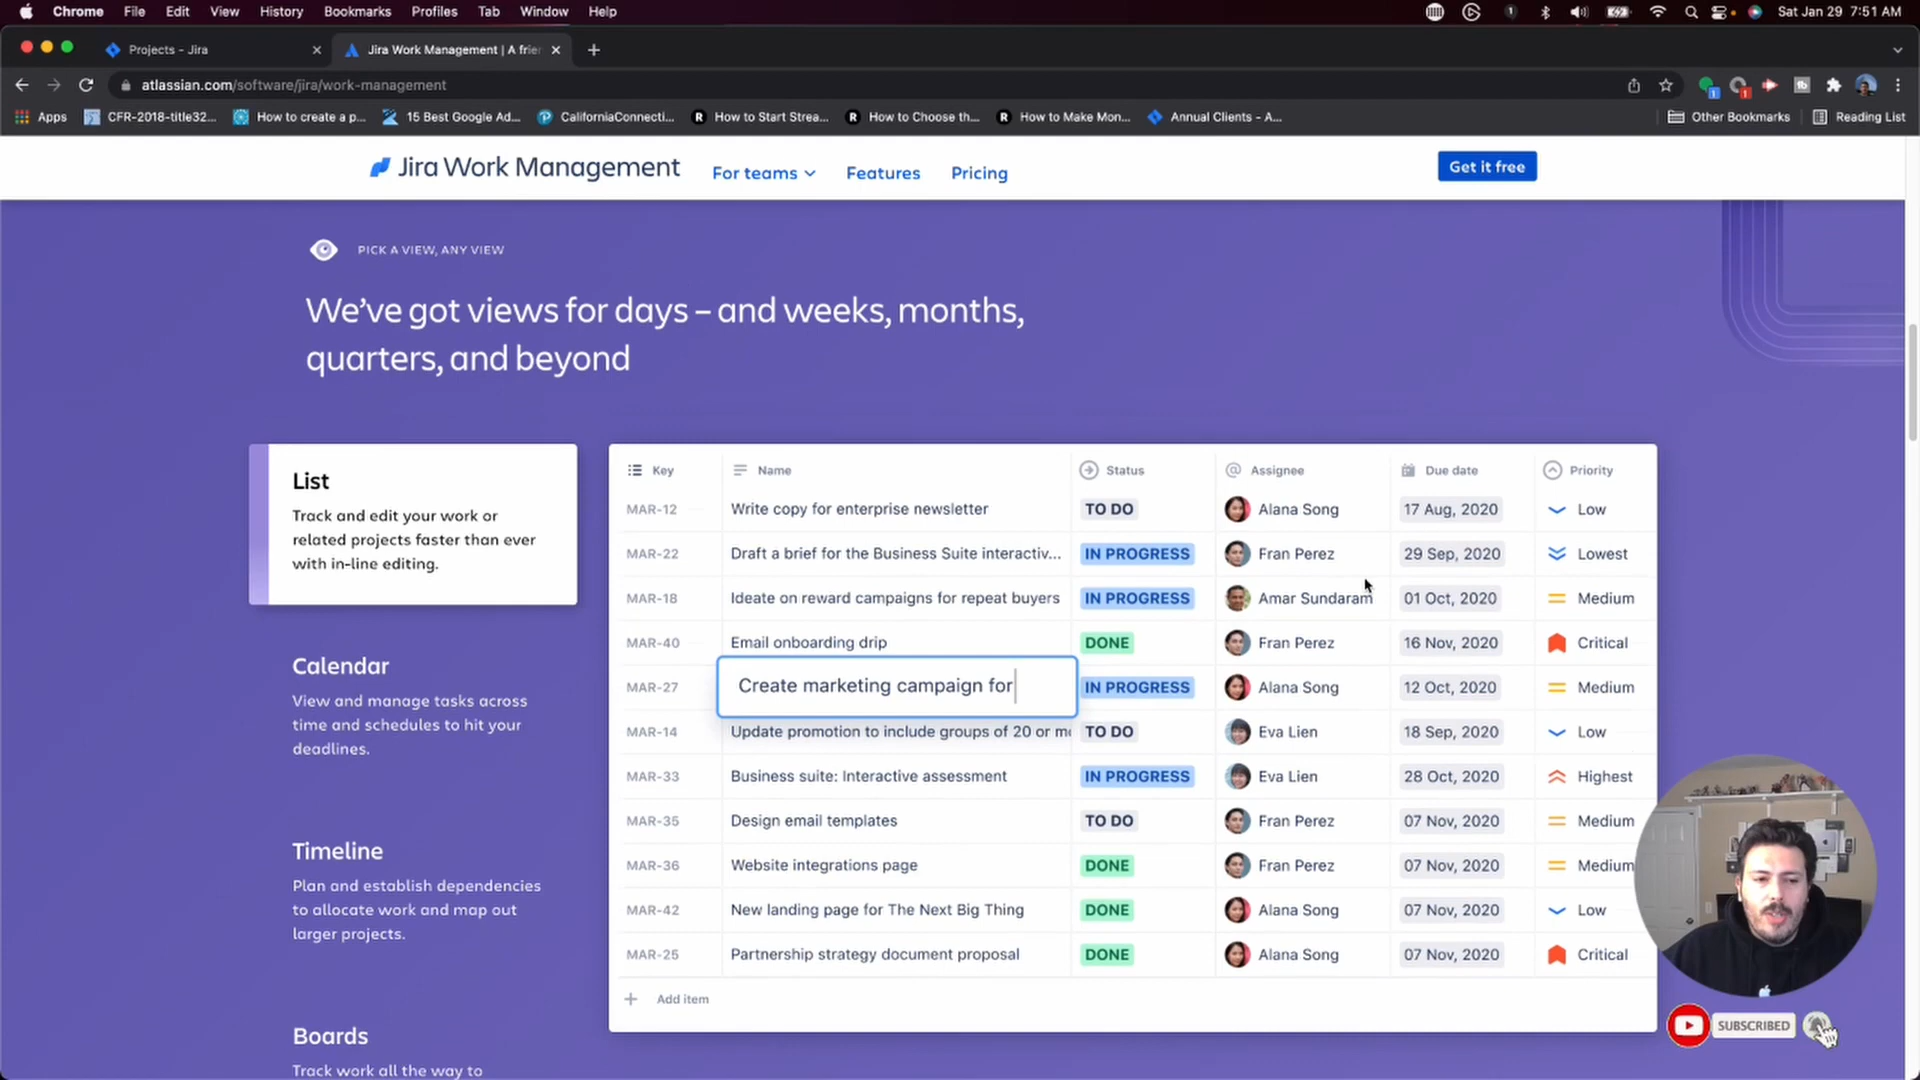 Chrome File Edit View History Bookmarks Profiles Tab Window Help
Sat Jan 29 7:51 AM
Projects - Jira
Jira Work Management | A frien
atlassian.com/software/jira/work-management
Apps
CFR-2018-title32...
How to create a p...
15 Best Google Ad...
CaliforniaConnecti...
How to Start Strea...
How to Choose th...
How to Make Mon...
Annual Clients - A...
Other Bookmarks
Reading List
Jira Work Management
For teams
Features
Pricing
Get it free
PICK A VIEW, ANY VIEW
We've got views for days – and weeks, months,
quarters, and beyond
List
Track and edit your work or
related projects faster than ever
with in-line editing.
Calendar
View and manage tasks across
time and schedules to hit your
deadlines.
Timeline
Plan and establish dependencies
to allocate work and map out
larger projects.
Boards
Track work all the way to
Key Name Status Assignee Due date Priority
MAR-12 Write copy for enterprise newsletter TO DO Alana Song 17 Aug, 2020 Low
MAR-22 Draft a brief for the Business Suite interactiv... IN PROGRESS Fran Perez 29 Sep, 2020 Lowest
MAR-18 Ideate on reward campaigns for repeat buyers IN PROGRESS Amar Sundaram 01 Oct, 2020 Medium
MAR-40 Email onboarding drip DONE Fran Perez 16 Nov, 2020 Critical
MAR-27 Create marketing campaign for IN PROGRESS Alana Song 12 Oct, 2020 Medium
MAR-14 Update promotion to include groups of 20 or mo TO DO Eva Lien 18 Sep, 2020 Low
MAR-33 Business suite: Interactive assessment IN PROGRESS Eva Lien 28 Oct, 2020 Highest
MAR-35 Design email templates TO DO Fran Perez 07 Nov, 2020 Medium
MAR-36 Website integrations page DONE Fran Perez 07 Nov, 2020 Medium
MAR-42 New landing page for The Next Big Thing DONE Alana Song 07 Nov, 2020 Low
MAR-25 Partnership strategy document proposal DONE Alana Song 07 Nov, 2020 Critical
Add item
SUBSCRIBED